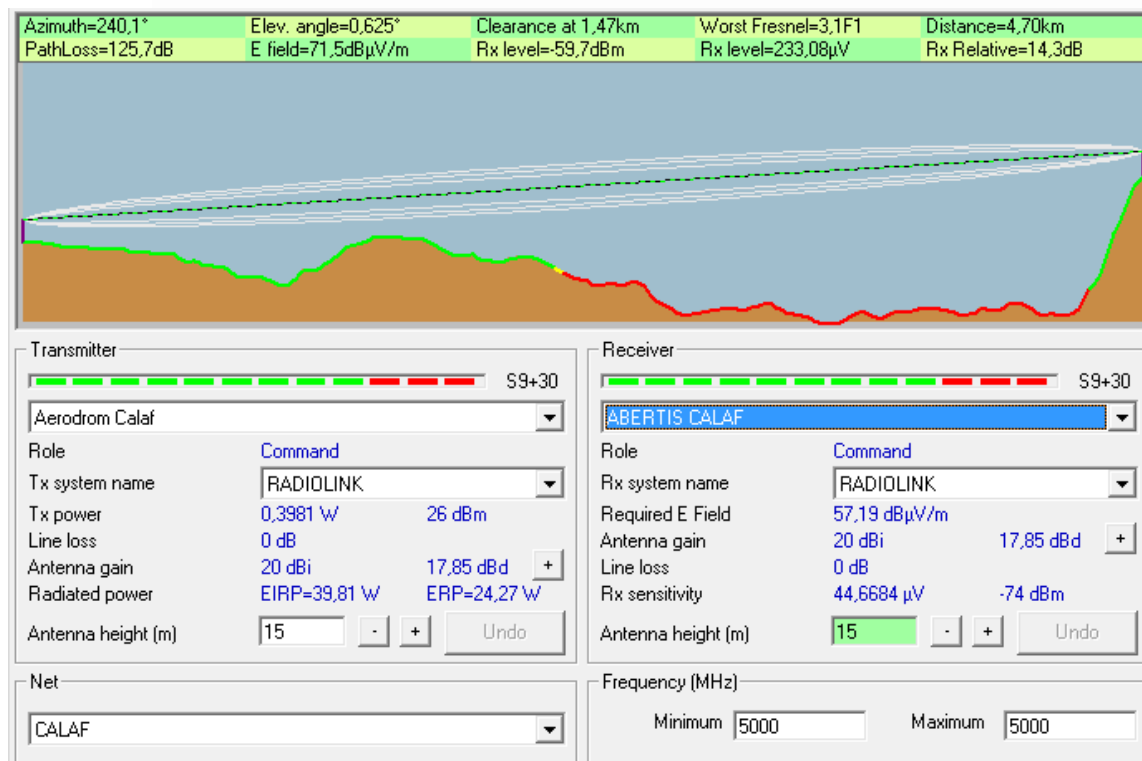 Azimuth=240,1° Elev. angle=0,625° Clearance at 1,47km Worst Fresnel=3,1F1 Distance=4,70km
PathLoss=125,7dB E field=71,5dBµV/m Rx level=-59,7dBm Rx level=233,08µV Rx Relative=14,3dB
Transmitter
S9+30
Aerodrom Calaf
Role Command
Tx system name RADIOLINK
Tx power 0,3981 W 26 dBm
Line loss 0 dB
Antenna gain 20 dBi 17,85 dBd +
Radiated power EIRP=39,81 W ERP=24,27 W
Antenna height (m) 15 - + Undo
Receiver
S9+30
ABERTIS CALAF
Role Command
Rx system name RADIOLINK
Required E Field 57,19 dBµV/m
Antenna gain 20 dBi 17,85 dBd +
Line loss 0 dB
Rx sensitivity 44,6684 µV -74 dBm
Antenna height (m) 15 - + Undo
Net
CALAF
Frequency (MHz)
Minimum 5000 Maximum 5000